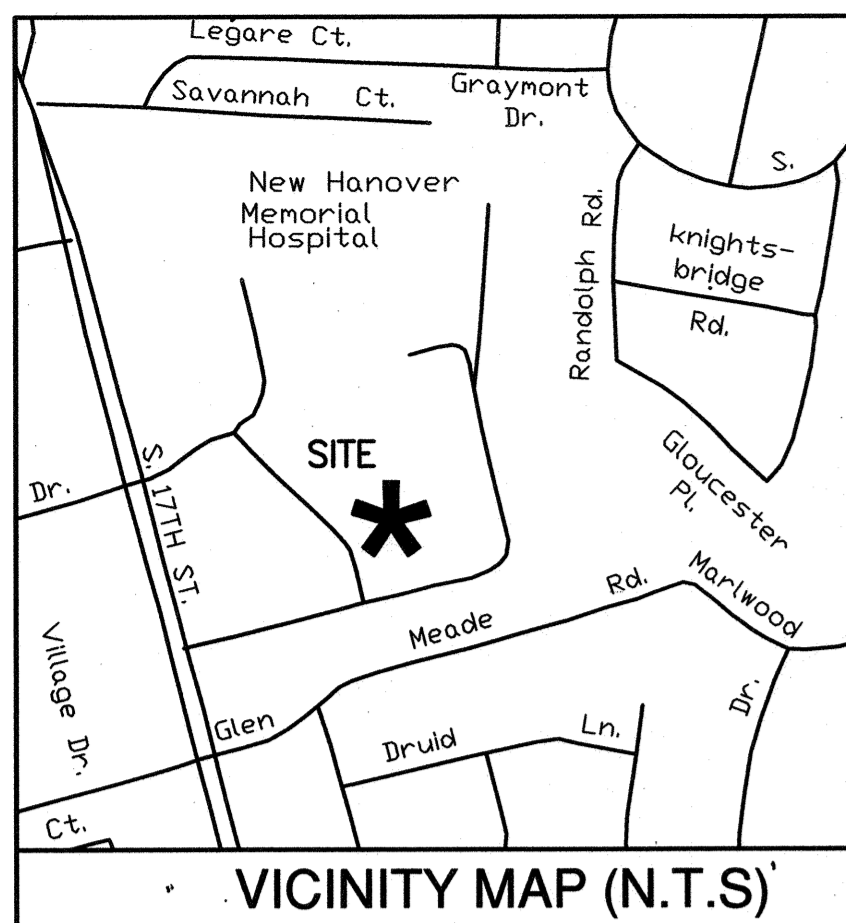 Legare Ct.
Savannah Ct.
Graymont
Dr.
S.
New Hanover
Memorial
Hospital
Randolph Rd.
knights-
bridge
Rd.
SITE
Gloucester
Pl.
Dr.
S. 17TH ST.
Marlwood
Dr.
Glen Meade Rd.
Village Dr.
Druid Ln.
Ct.
VICINITY MAP (N.T.S)